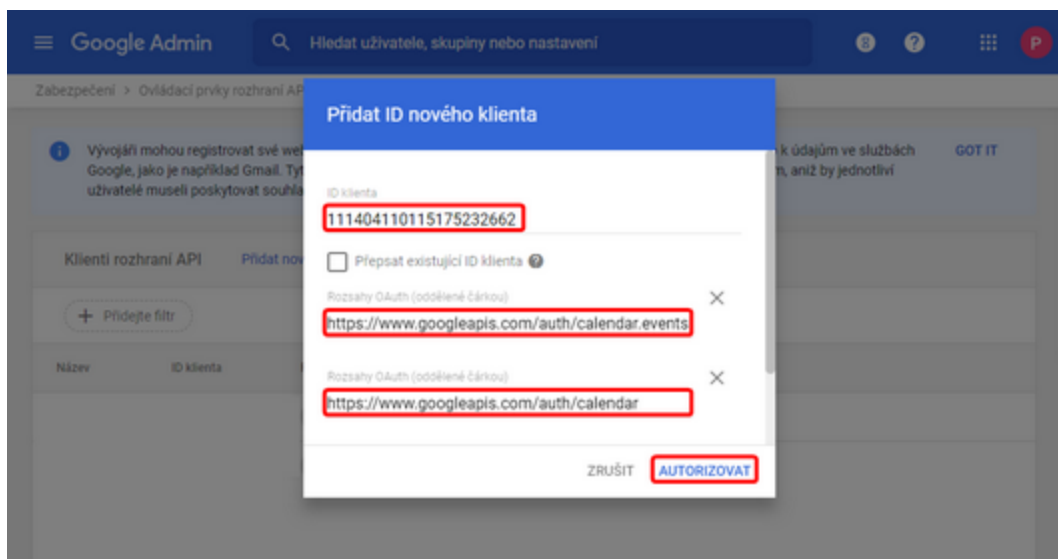 Google Admin
Hledat uživatele, skupiny nebo nastavení
8
?
P
Zabezpečení > Ovládací prvky rozhraní AP
i
Vývojáři mohou registrovat své we
k údajům ve službách
GOT IT
Google, jako je například Gmail. Ty
m, aniž by jednotliví
uživatelé museli poskytovat souhla
Přidat ID nového klienta
ID klienta
111404110115175232662
Klienti rozhraní API
Přidat nov
Přepsat existující ID klienta ?
Rozsahy OAuth (oddělené čárkou)
https://www.googleapis.com/auth/calendar.events
+ Přidejte filtr
Název
ID klienta
Rozsahy OAuth (oddělené čárkou)
https://www.googleapis.com/auth/calendar
ZRUŠIT
AUTORIZOVAT